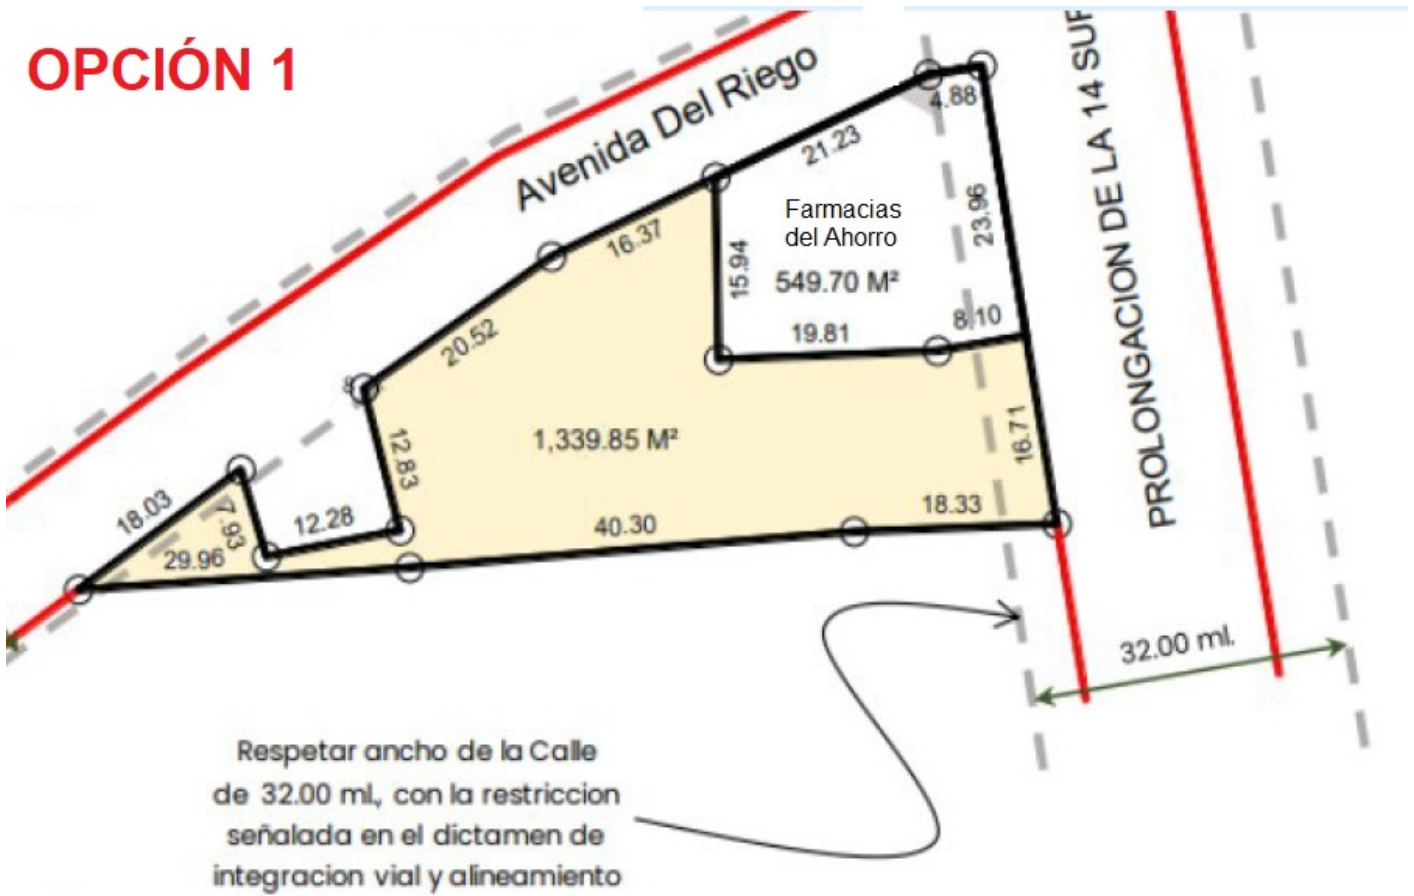 OPCIÓN 1
Avenida Del Riego
PROLONGACION DE LA 14 SUR
4.88
21.23
16.37
Farmacias
del Ahorro
549.70 M²
23.96
15.94
19.81
8.10
20.52
12.83
1,339.85 M²
16.71
18.03
7.93
12.28
29.96
40.30
18.33
32.00 ml.
Respetar ancho de la Calle
de 32.00 ml., con la restriccion
señalada en el dictamen de
integracion vial y alineamiento